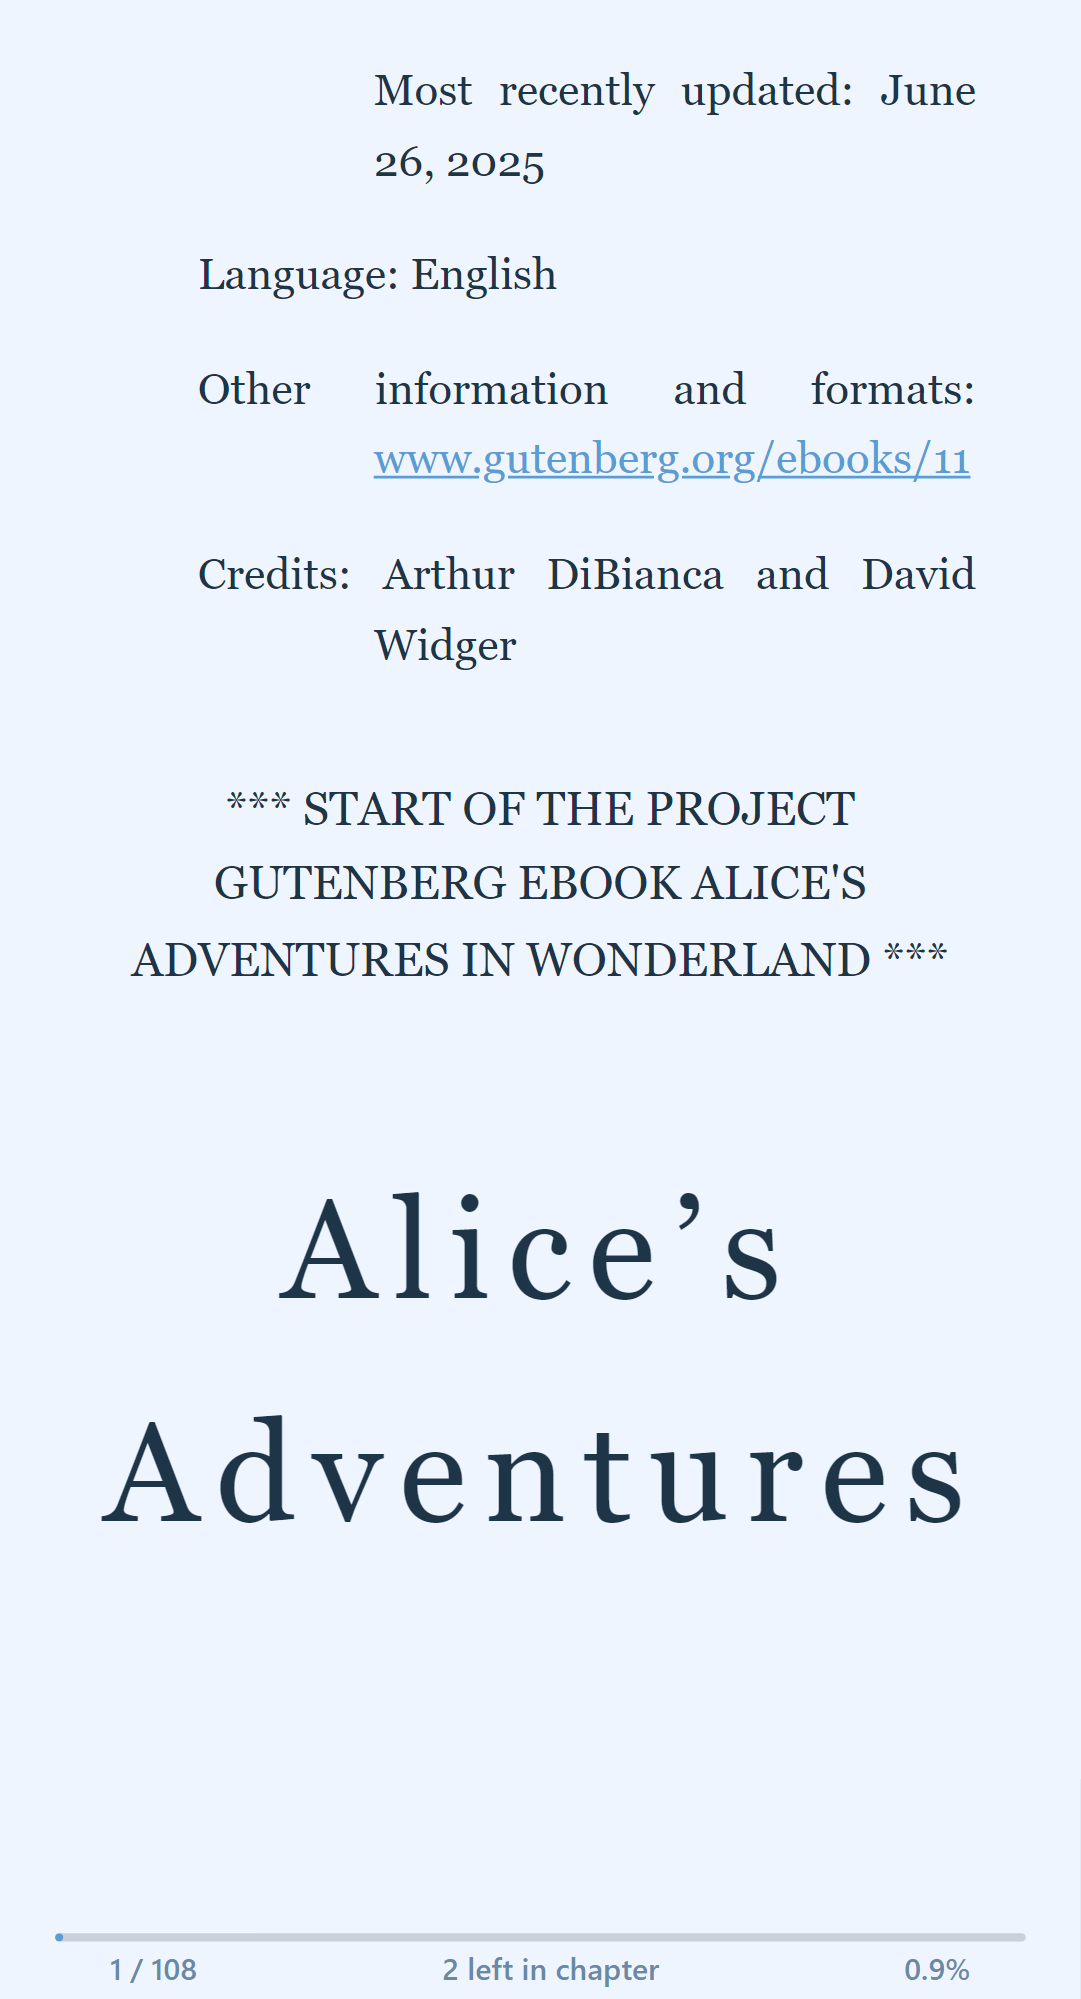 Most recently updated: June
26, 2025
Language: English
Other information and formats:
www.gutenberg.org/ebooks/11
Credits: Arthur DiBianca and David
Widger
*** START OF THE PROJECT
GUTENBERG EBOOK ALICE'S
ADVENTURES IN WONDERLAND ***
Alice’s
Adventures
1 / 108
2 left in chapter
0.9%